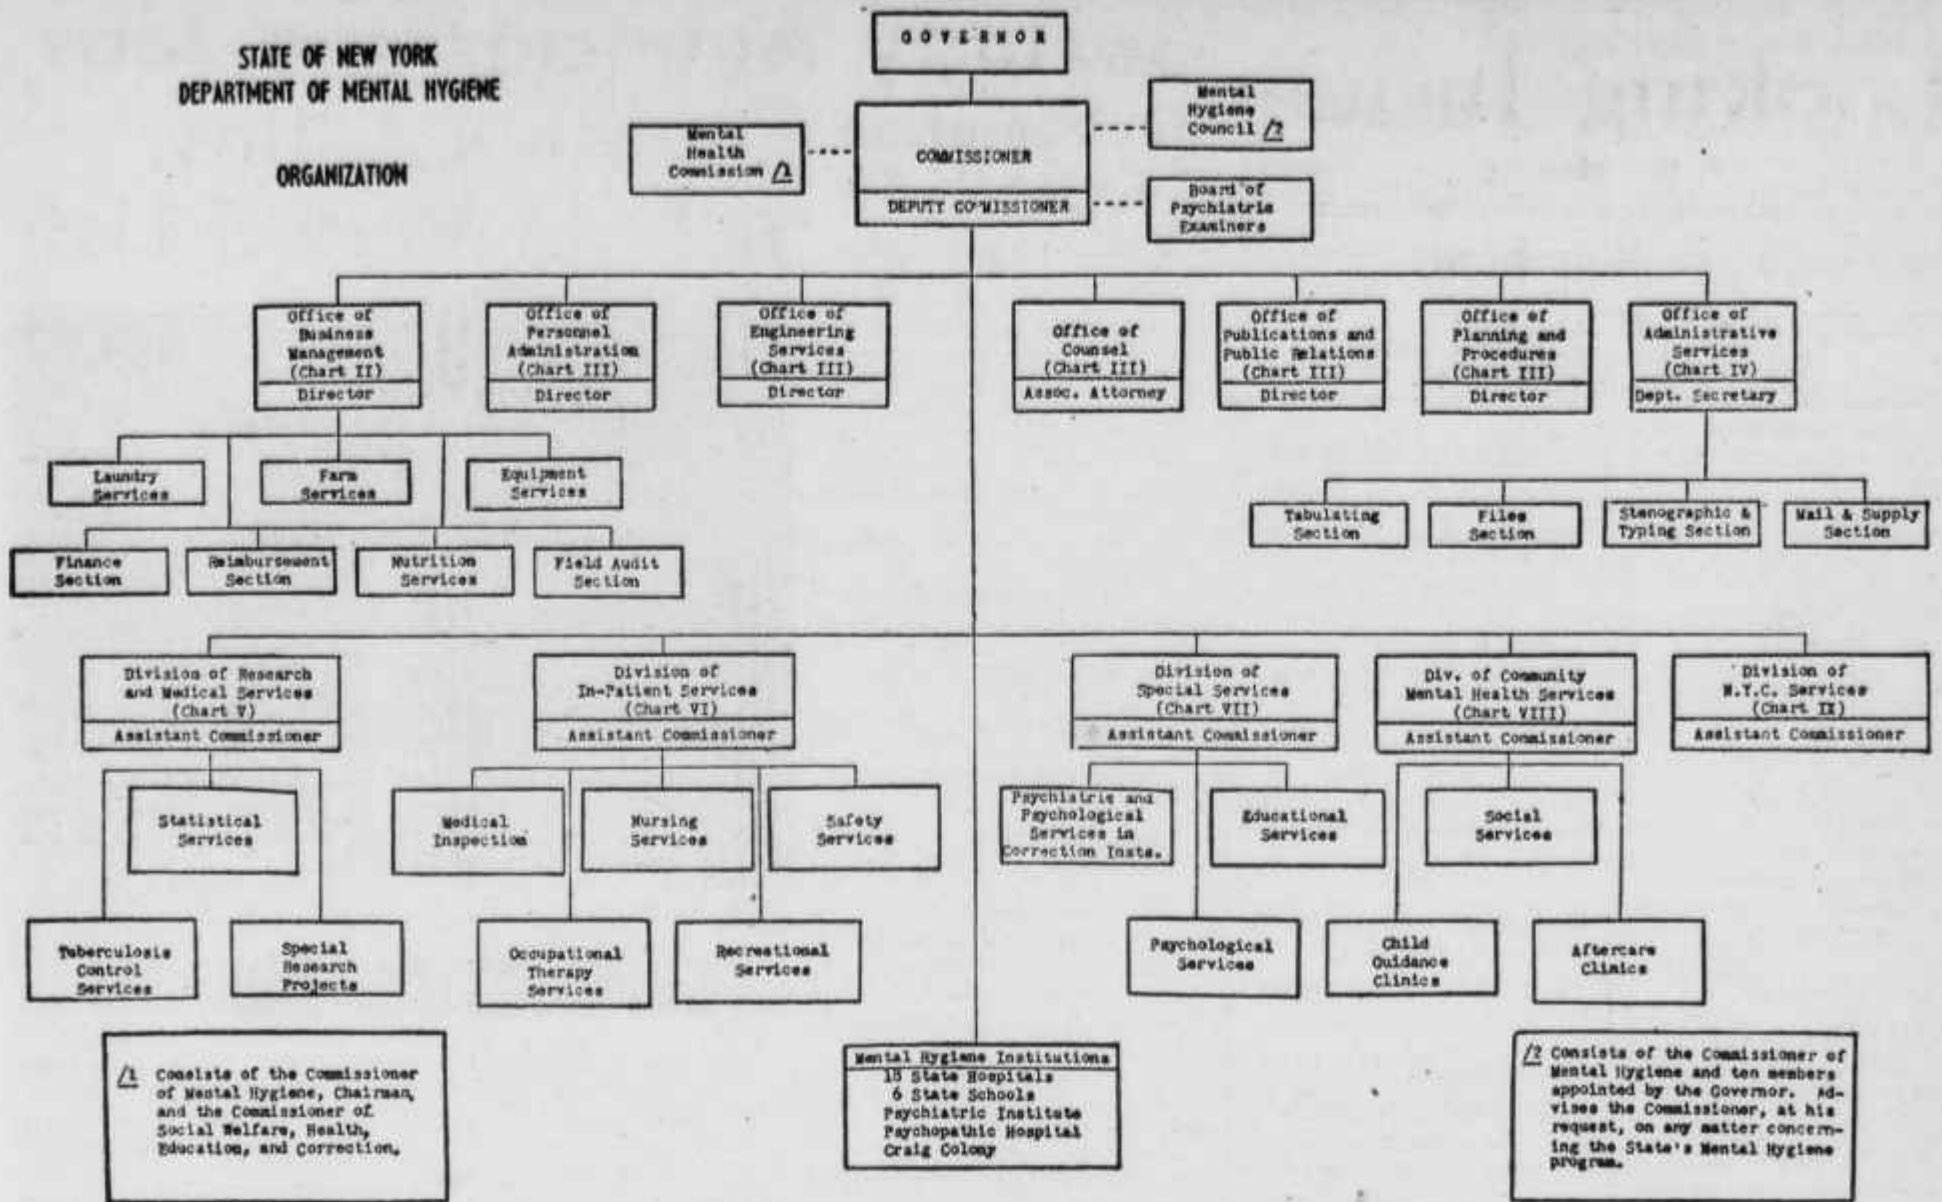 STATE OF NEW YORK
DEPARTMENT OF MENTAL HYGIENE
ORGANIZATION
GOVERNOR
Mental
Health
Commission /1
COMMISSIONER
DEPUTY COMMISSIONER
Mental
Hygiene
Council /2
Board of
Psychiatric
Examiners
Office of
Business
Management
(Chart II)
Director
Office of
Personnel
Administration
(Chart III)
Director
Office of
Engineering
Services
(Chart III)
Director
Office of
Counsel
(Chart III)
Assoc. Attorney
Office of
Publications and
Public Relations
(Chart III)
Director
Office of
Planning and
Procedures
(Chart III)
Director
Office of
Administrative
Services
(Chart IV)
Dept. Secretary
Laundry
Services
Farm
Services
Equipment
Services
Finance
Section
Reimbursement
Section
Nutrition
Services
Field Audit
Section
Tabulating
Section
Files
Section
Stenographic &
Typing Section
Mail & Supply
Section
Division of Research
and Medical Services
(Chart V)
Assistant Commissioner
Division of
In-Patient Services
(Chart VI)
Assistant Commissioner
Division of
Special Services
(Chart VII)
Assistant Commissioner
Div. of Community
Mental Health Services
(Chart VIII)
Assistant Commissioner
Division of
N.Y.C. Services
(Chart IX)
Assistant Commissioner
Statistical
Services
Medical
Inspection
Nursing
Services
Safety
Services
Psychiatric and
Psychological
Services in
Correction Insts.
Educational
Services
Social
Services
Tuberculosis
Control
Services
Special
Research
Projects
Occupational
Therapy
Services
Recreational
Services
Psychological
Services
Child
Guidance
Clinics
Aftercare
Clinics
/1 Consists of the Commissioner
of Mental Hygiene, Chairman,
and the Commissioner of
Social Welfare, Health,
Education, and Correction.
Mental Hygiene Institutions
State Hospitals
6 State Schools
Psychiatric Institute
Psychopathic Hospital
Craig Colony
/2 Consists of the Commissioner of
Mental Hygiene and ten members
appointed by the Governor. Ad-
vises the Commissioner, at his
request, on any matter concern-
ing the State's Mental Hygiene
program.